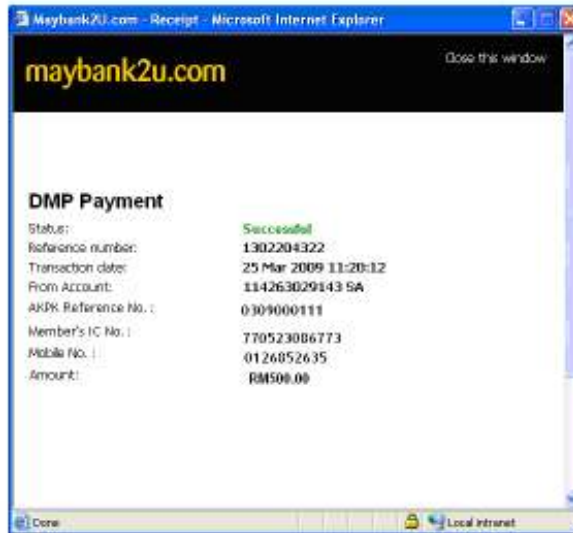 Maybank2U.com - Receipt - Microsoft Internet Explorer
Close this window
maybank2u.com
DMP Payment
Status: Successful
Reference number: 1302204322
Transaction date: 25 Mar 2009 11:20:12
From Account: 114263029143 SA
AKPK Reference No. : 0309000111
Member's IC No. : 770523086773
Mobile No. : 0126852635
Amount: RM500.00
Done
Local intranet